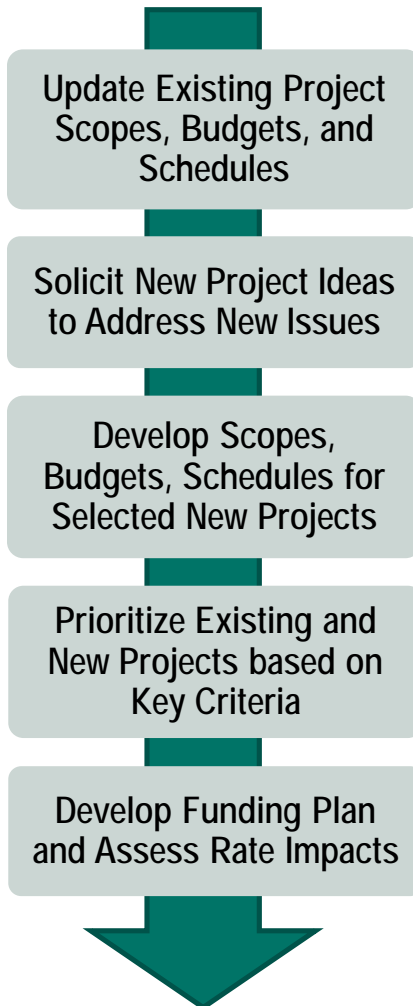 Update Existing Project
Scopes, Budgets, and
Schedules
Solicit New Project Ideas
to Address New Issues
Develop Scopes,
Budgets, Schedules for
Selected New Projects
Prioritize Existing and
New Projects based on
Key Criteria
Develop Funding Plan
and Assess Rate Impacts